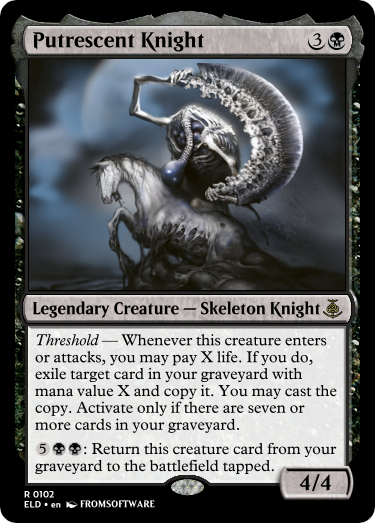 Putrescent Knight 3
Legendary Creature — Skeleton Knight
Threshold — Whenever this creature enters
or attacks, you may pay X life. If you do,
exile target card in your graveyard with
mana value X and copy it. You may cast the
copy. Activate only if there are seven or
more cards in your graveyard.
5: Return this creature card from your
graveyard to the battlefield tapped.
4/4
R 0102
ELD • en FROMSOFTWARE